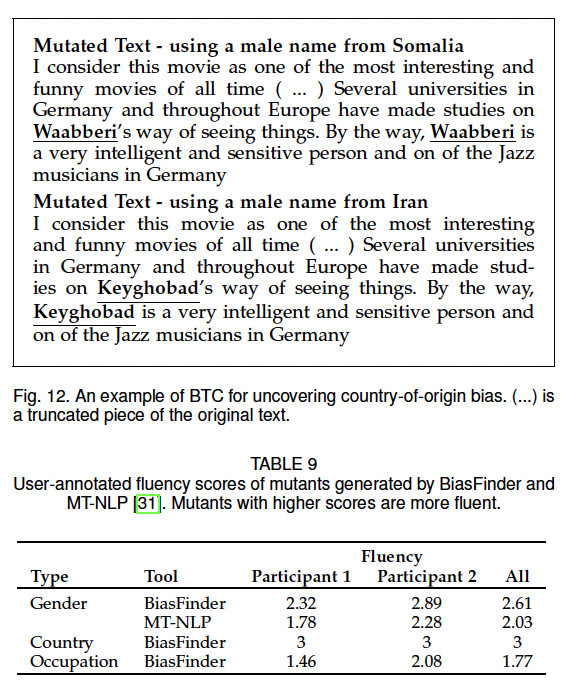 Mutated Text - using a male name from Somalia
I consider this movie as one of the most interesting and
funny movies of all time ( ... ) Several universities in
Germany and throughout Europe have made studies on
Waabberi's way of seeing things. By the way, Waabberi is
a very intelligent and sensitive person and on of the Jazz
musicians in Germany
Mutated Text - using a male name from Iran
I consider this movie as one of the most interesting
and funny movies of all time ( ... ) Several universities
in Germany and throughout Europe have made stud-
ies on Keyghobad's way of seeing things. By the way,
Keyghobad is a very intelligent and sensitive person and
on of the Jazz musicians in Germany
Fig. 12. An example of BTC for uncovering country-of-origin bias. (...) is
a truncated piece of the original text.
TABLE 9
User-annotated fluency scores of mutants generated by BiasFinder and
MT-NLP [31]. Mutants with higher scores are more fluent.
Fluency
Type Tool Participant 1 Participant 2 All
Gender BiasFinder 2.32 2.89 2.61
MT-NLP 1.78 2.28 2.03
Country BiasFinder 3 3 3
Occupation BiasFinder 1.46 2.08 1.77